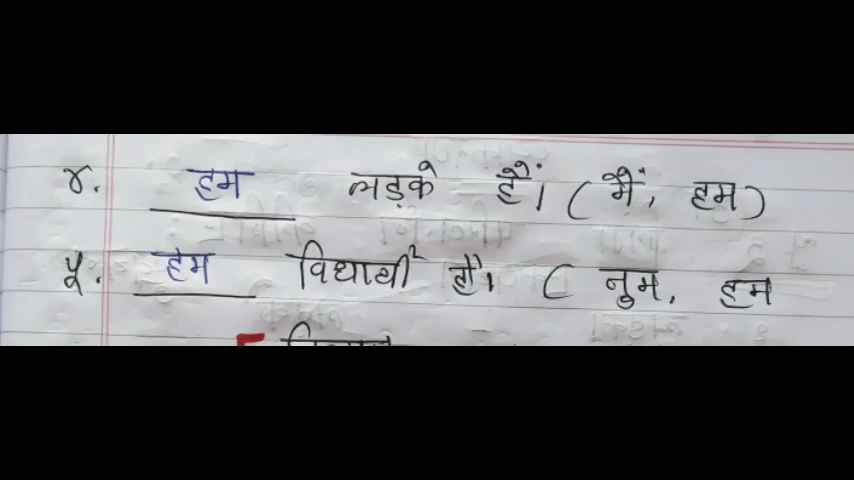 ४. हम लड़के हैं। (मैं, हम)
५. हम विद्यार्थी है। ( तुम, हम